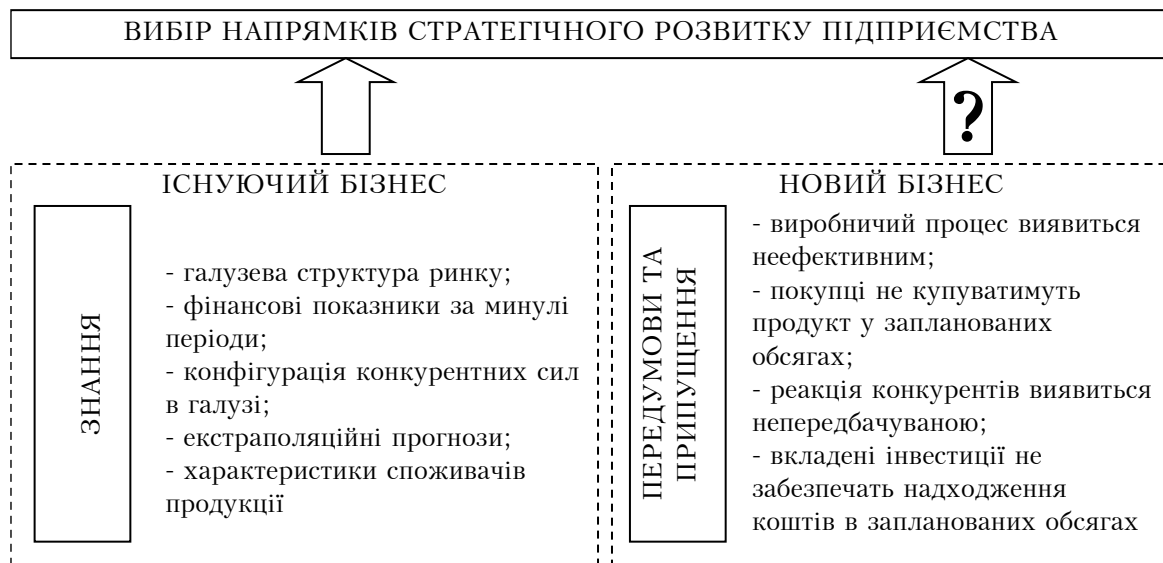 ВИБІР НАПРЯМКІВ СТРАТЕГІЧНОГО РОЗВИТКУ ПІДПРИЄМСТВА
?
ІСНУЮЧИЙ БІЗНЕС
ЗНАННЯ
- галузева структура ринку;
- фінансові показники за минулі
періоди;
- конфігурація конкурентних сил
в галузі;
- екстраполяційні прогнози;
- характеристики споживачів
продукції
НОВИЙ БІЗНЕС
ПЕРЕДУМОВИ ТА
ПРИПУЩЕННЯ
- виробничий процес виявиться
неефективним;
- покупці не купуватимуть
продукт у запланованих
обсягах;
- реакція конкурентів виявиться
непередбачуваною;
- вкладені інвестиції не
забезпечать надходження
коштів в запланованих обсягах